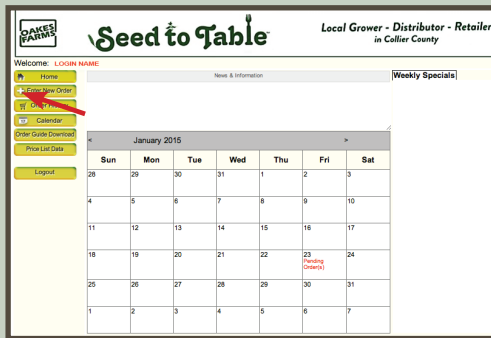 OAKES
FARMS
Seed to Table
Local Grower - Distributor - Retailer
in Collier County
Welcome: LOGIN NAME
Home
Enter New Order
Order History
Calendar
Order Guide Download
Price List Data
Logout
News & Information
Weekly Specials
< January 2015 >
Sun Mon Tue Wed Thu Fri Sat
28 29 30 31 1 2 3
4 5 6 7 8 9 10
11 12 13 14 15 16 17
18 19 20 21 22 23 24
Pending
Order(s)
25 26 27 28 29 30 31
1 2 3 4 5 6 7